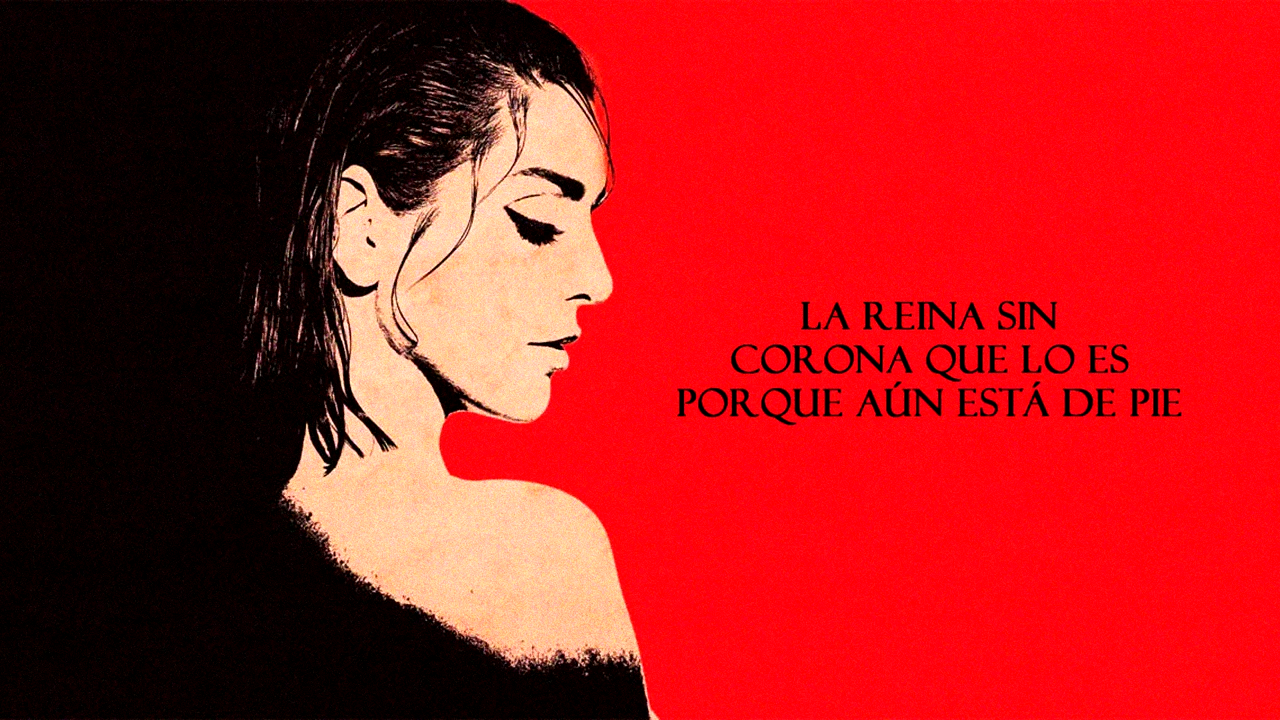 LA REINA SIN
CORONA QUE LO ES
PORQUE AÚN ESTÁ DE PIE